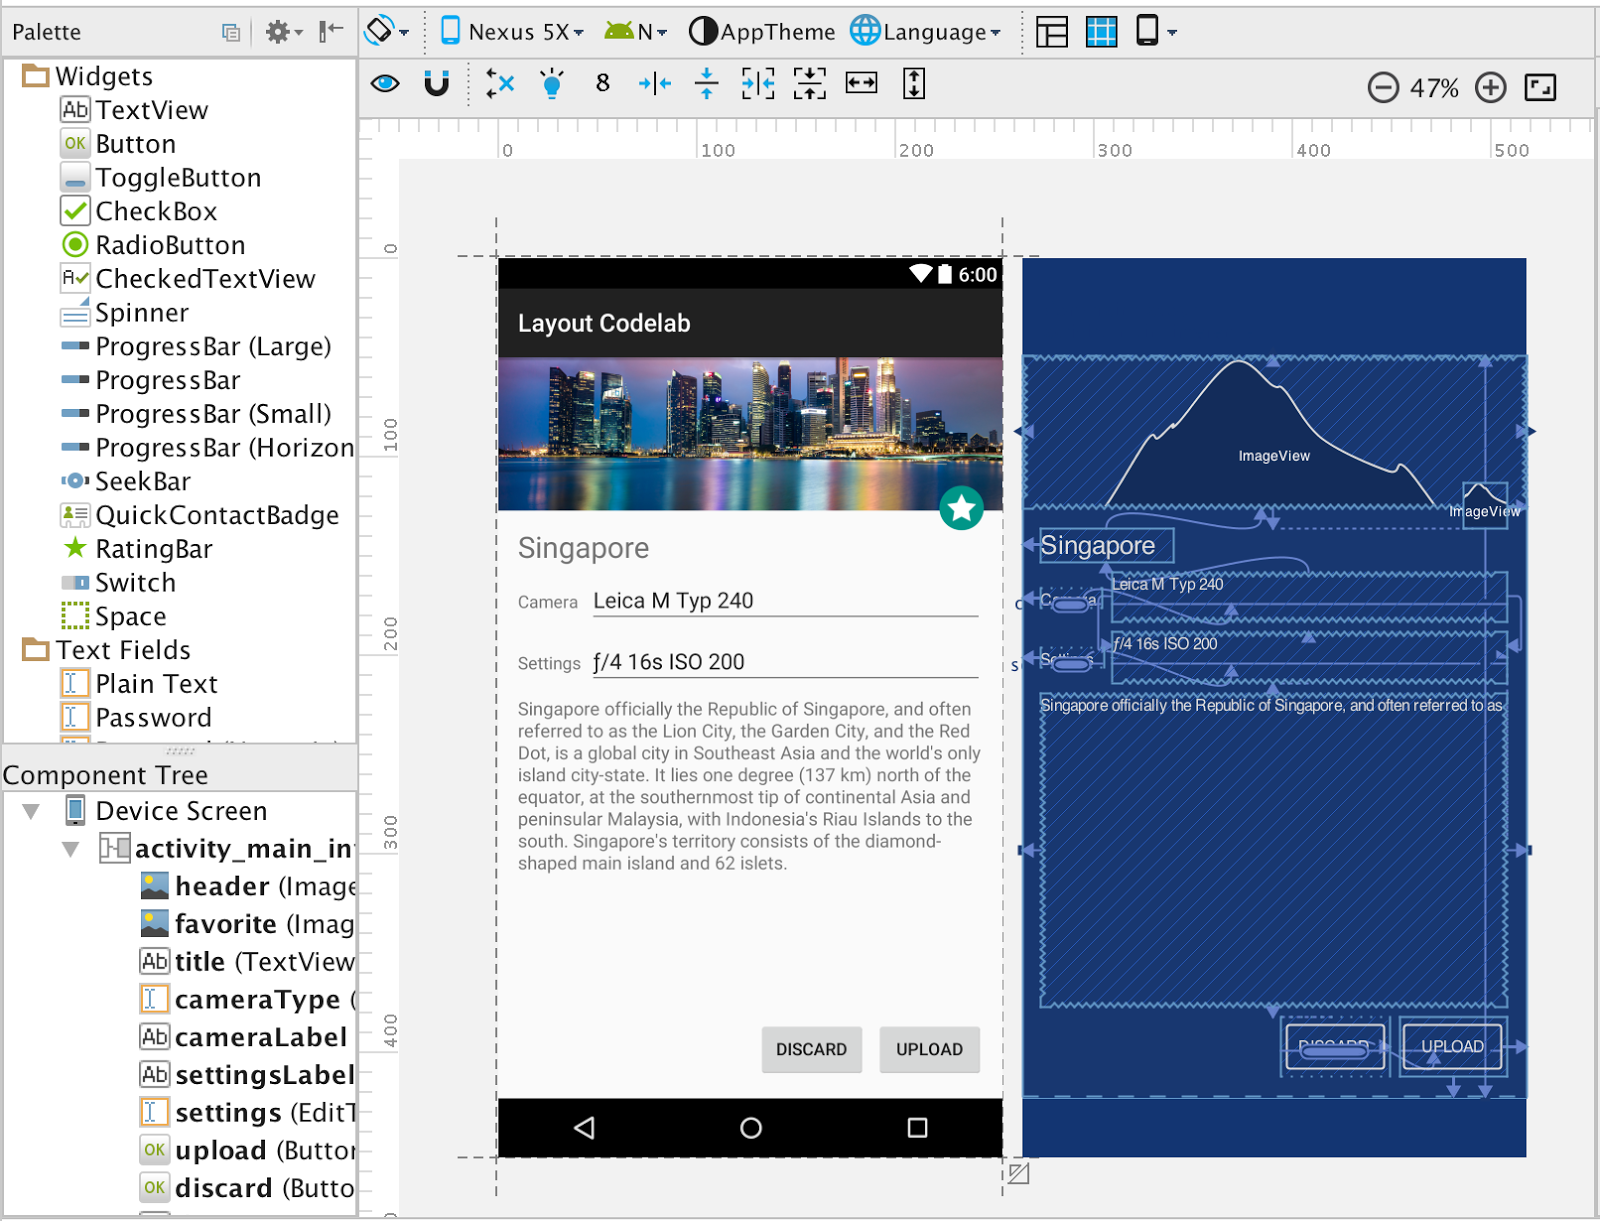 Palette
Nexus 5X
N
AppTheme
Language
8
47%
Widgets
Ab TextView
OK Button
ToggleButton
CheckBox
RadioButton
A CheckedTextView
Spinner
ProgressBar (Large)
ProgressBar
ProgressBar (Small)
ProgressBar (Horizon
SeekBar
QuickContactBadge
RatingBar
Switch
Space
Text Fields
Plain Text
Password
Component Tree
Device Screen
activity_main_in
header (Image
favorite (Imag
Ab title (TextView
cameraType (
Ab cameraLabel
Ab settingsLabel
settings (EditT
OK upload (Button
OK discard (Butto
0 100 200 300 400 500
0
100
200
300
400
6:00
Layout Codelab
Singapore
Camera Leica M Typ 240
Settings ƒ/4 16s ISO 200
Singapore officially the Republic of Singapore, and often
referred to as the Lion City, the Garden City, and the Red
Dot, is a global city in Southeast Asia and the world's only
island city-state. It lies one degree (137 km) north of the
equator, at the southernmost tip of continental Asia and
peninsular Malaysia, with Indonesia's Riau Islands to the
south. Singapore's territory consists of the diamond-
shaped main island and 62 islets.
DISCARD UPLOAD
ImageView
ImageView
Singapore
Leica M Typ 240
ƒ/4 16s ISO 200
Singapore officially the Republic of Singapore, and often referred to as
DISCARD UPLOAD